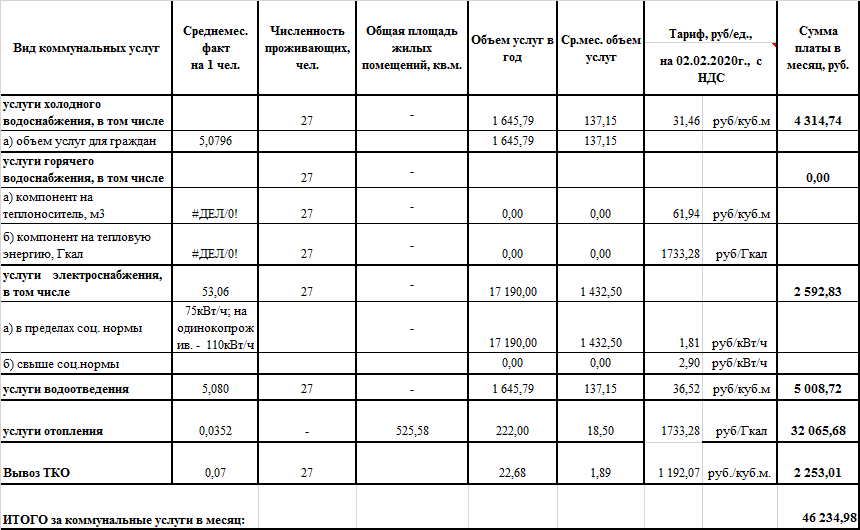 Вид коммунальных услуг
Среднемес. факт на 1 чел.
Численность проживающих, чел.
Общая площадь жилых помещений, кв.м.
Объем услуг в год
Ср.мес. объем услуг
Тариф, руб/ед., на 02.02.2020г., с НДС
Сумма платы в месяц, руб.
услуги холодного водоснабжения, в том числе 27 - 1 645,79 137,15 31,46 руб/куб.м 4 314,74
а) объем услуг для граждан 5,0796 1 645,79 137,15
услуги горячего водоснабжения, в том числе 27 - 0,00
а) компонент на теплоноситель, м3 #ДЕЛ/0! 27 - 0,00 0,00 61,94 руб/куб.м
б) компонент на тепловую энергию, Гкал #ДЕЛ/0! 27 - 0,00 0,00 1733,28 руб/Гкал
услуги электроснабжения, в том числе 53,06 27 - 17 190,00 1 432,50 2 592,83
а) в пределах соц. нормы 75кВт/ч; на одинокопрожив. - 110кВт/ч - 17 190,00 1 432,50 1,81 руб/кВт/ч
б) свыше соц.нормы 0,00 0,00 2,90 руб/кВт/ч
услуги водоотведения 5,080 27 - 1 645,79 137,15 36,52 руб/куб.м 5 008,72
услуги отопления 0,0352 - 525,58 222,00 18,50 1733,28 руб/Гкал 32 065,68
Вывоз ТКО 0,07 27 22,68 1,89 1 192,07 руб./куб.м. 2 253,01
ИТОГО за коммунальные услуги в месяц: 46 234,98